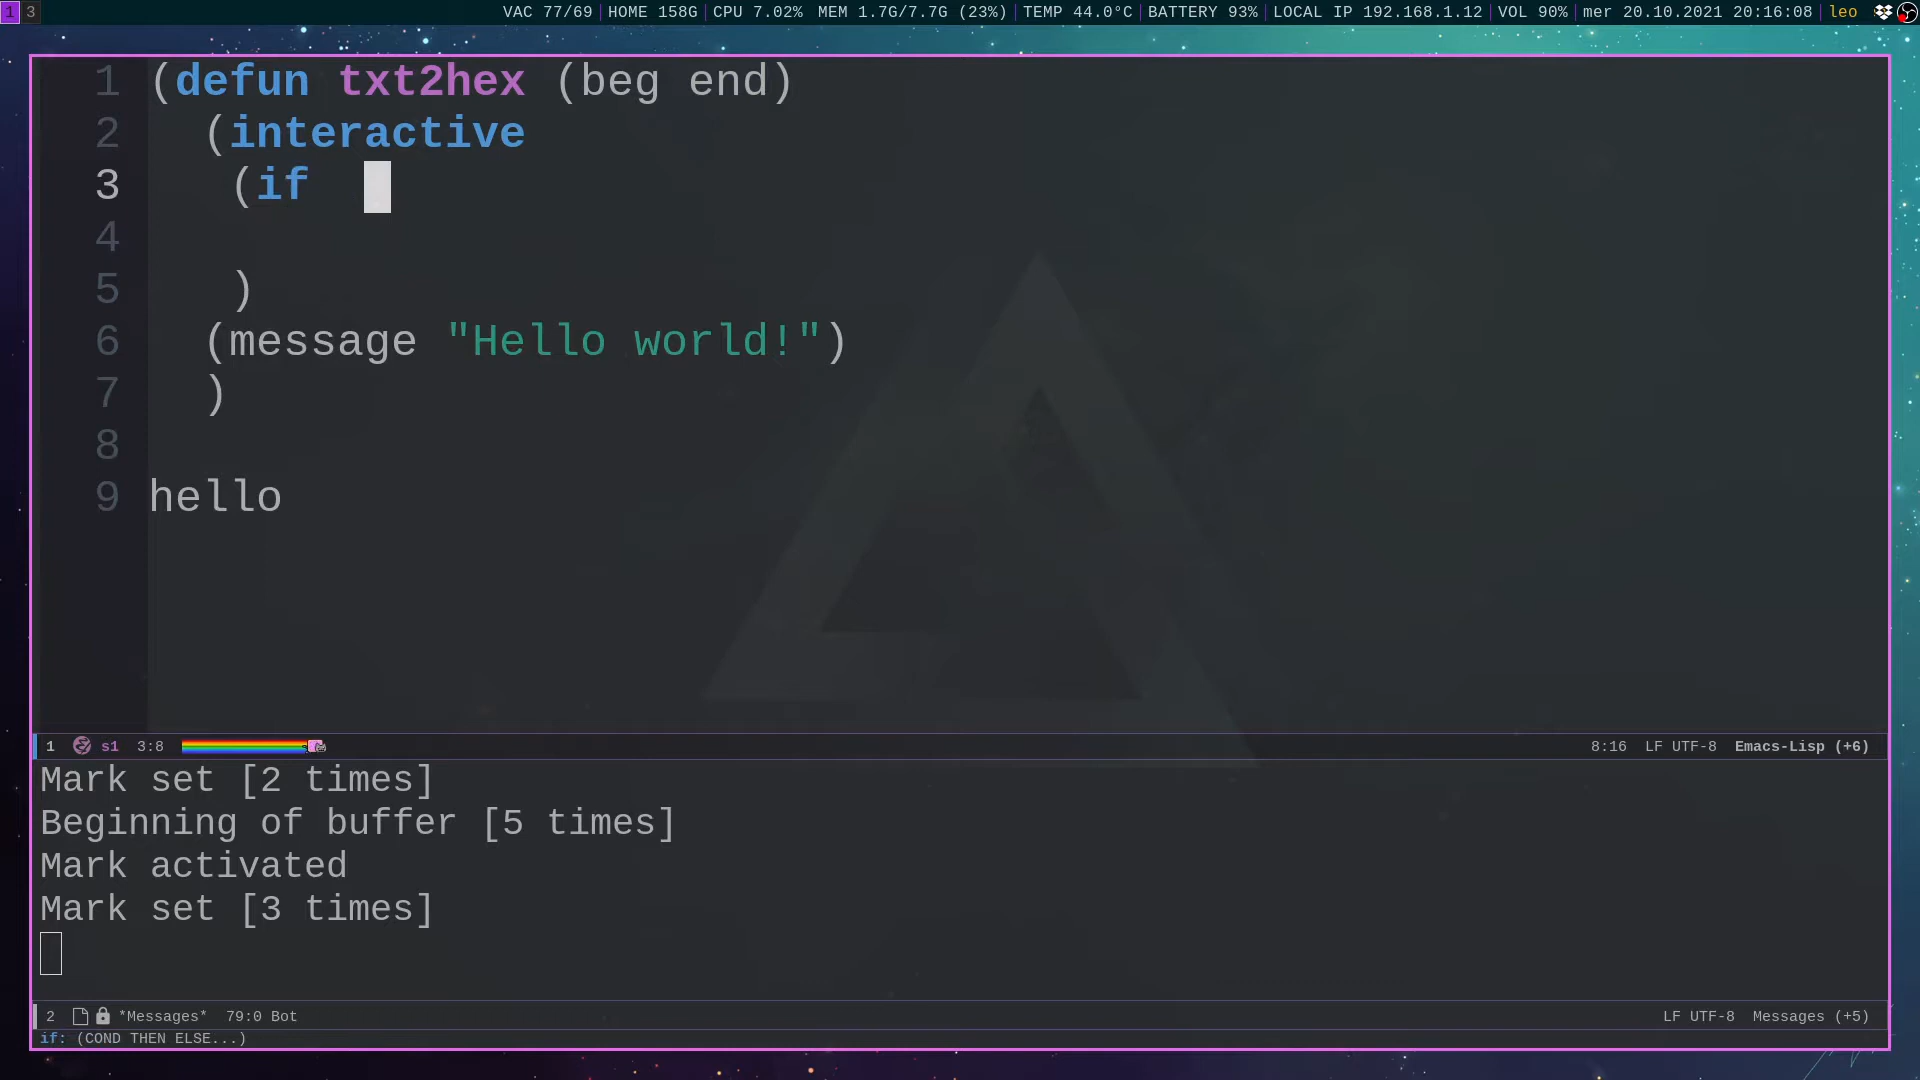 1 3 VAC 77/69 HOME 158G CPU 7.02% MEM 1.7G/7.7G (23%) TEMP 44.0°C BATTERY 93% LOCAL IP 192.168.1.12 VOL 90% mer 20.10.2021 20:16:08 leo
1 (defun txt2hex (beg end)
2   (interactive
3    (if
4
5    )
6   (message "Hello world!")
7   )
8
9 hello
1 s1 3:8 8:16 LF UTF-8 Emacs-Lisp (+6)
Mark set [2 times]
Beginning of buffer [5 times]
Mark activated
Mark set [3 times]
2 *Messages* 79:0 Bot LF UTF-8 Messages (+5)
if: (COND THEN ELSE...)